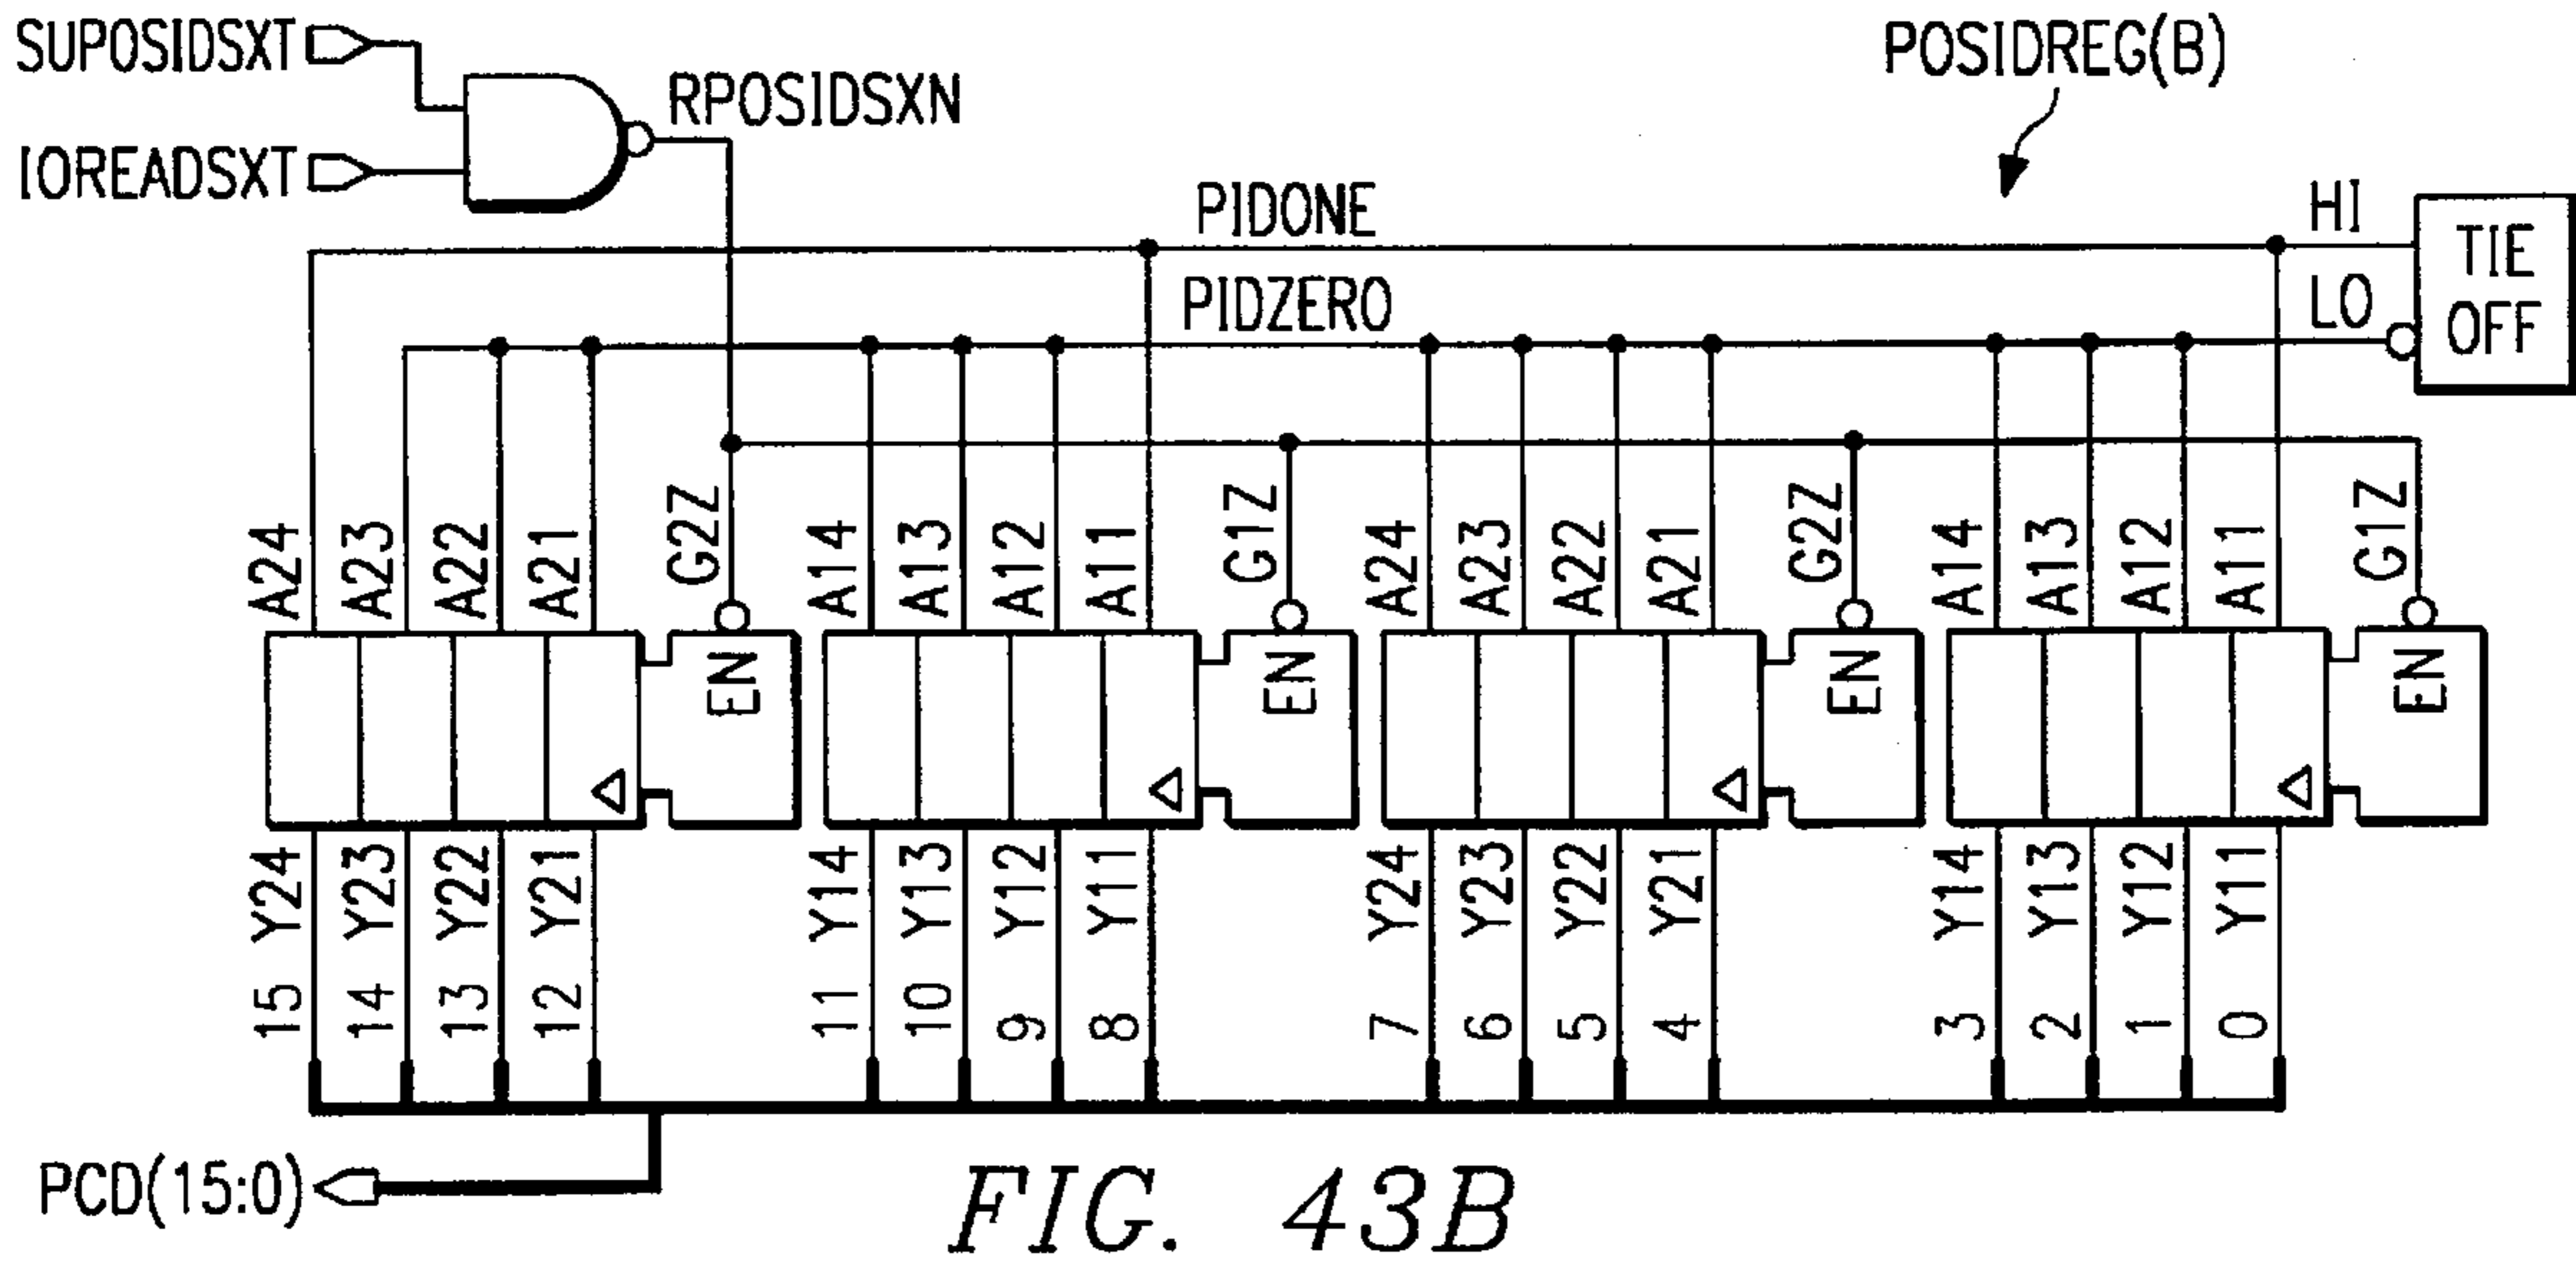 SUPOSIDSXT
IOREADSXT
RPOSIDSXN
POSIDREG(B)
PIDONE
HI
TIE OFF
PIDZERO
LO
A24 A23 A22 A21 G2Z A14 A13 A12 A11 G1Z A24 A23 A22 A21 G2Z A14 A13 A12 A11 G1Z
EN EN EN EN
Y24 Y23 Y22 Y21 Y14 Y13 Y12 Y11 Y24 Y23 Y22 Y21 Y14 Y13 Y12 Y11
15 14 13 12 11 10 9 8 7 6 5 4 3 2 1 0
PCD(15:0)
FIG. 43B